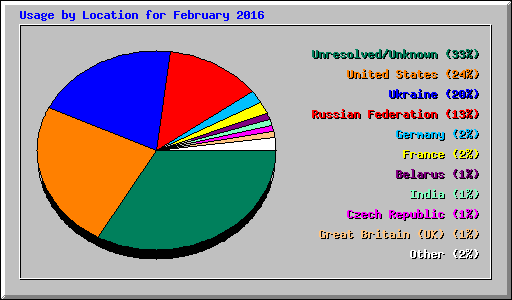 Usage by Location for February 2016
Unresolved/Unknown (33%)
United States (24%)
Ukraine (20%)
Russian Federation (13%)
Germany (2%)
France (2%)
Belarus (1%)
India (1%)
Czech Republic (1%)
Great Britain (UK) (1%)
Other (2%)